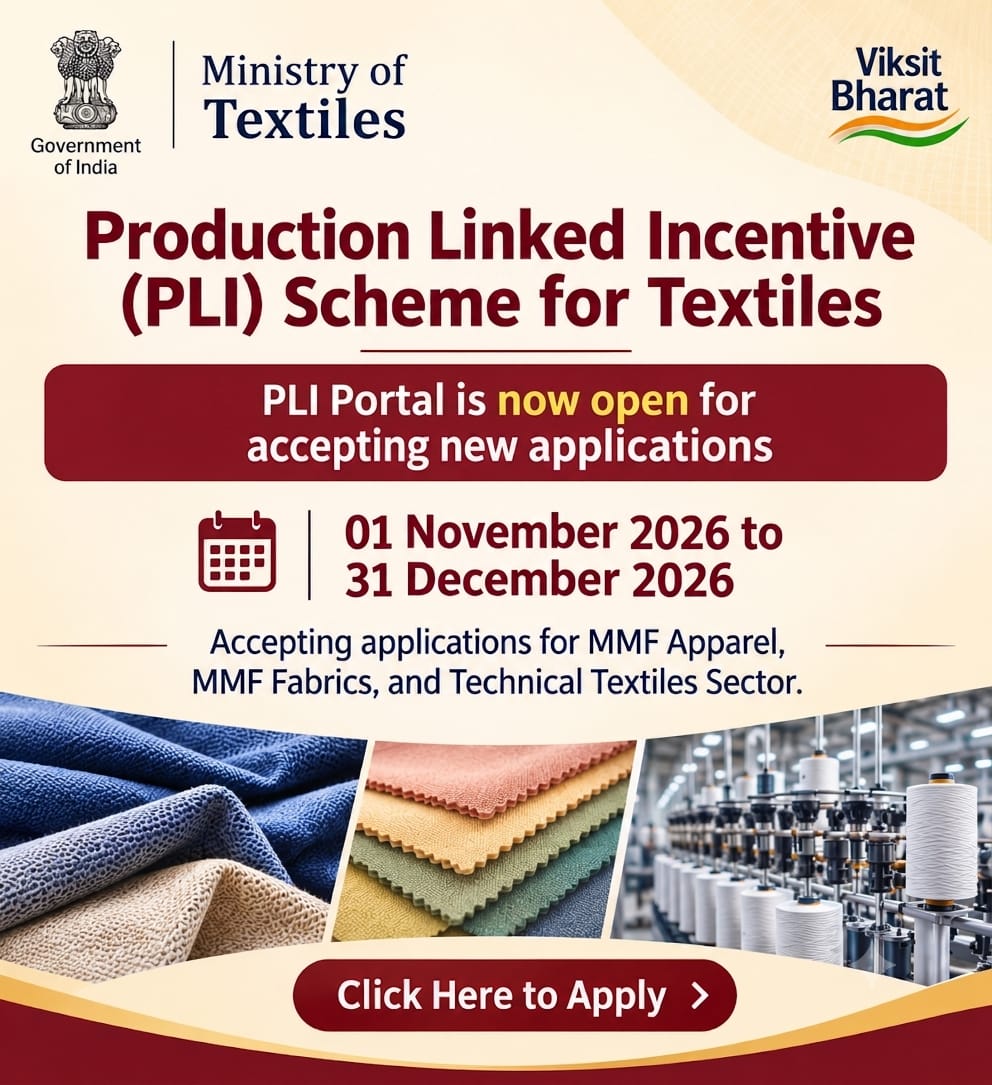 Government
of India
Ministry of
Textiles
Viksit
Bharat
Production Linked Incentive
(PLI) Scheme for Textiles
PLI Portal is now open for
accepting new applications
01 November 2026 to
31 December 2026
Accepting applications for MMF Apparel,
MMF Fabrics, and Technical Textiles Sector.
Click Here to Apply